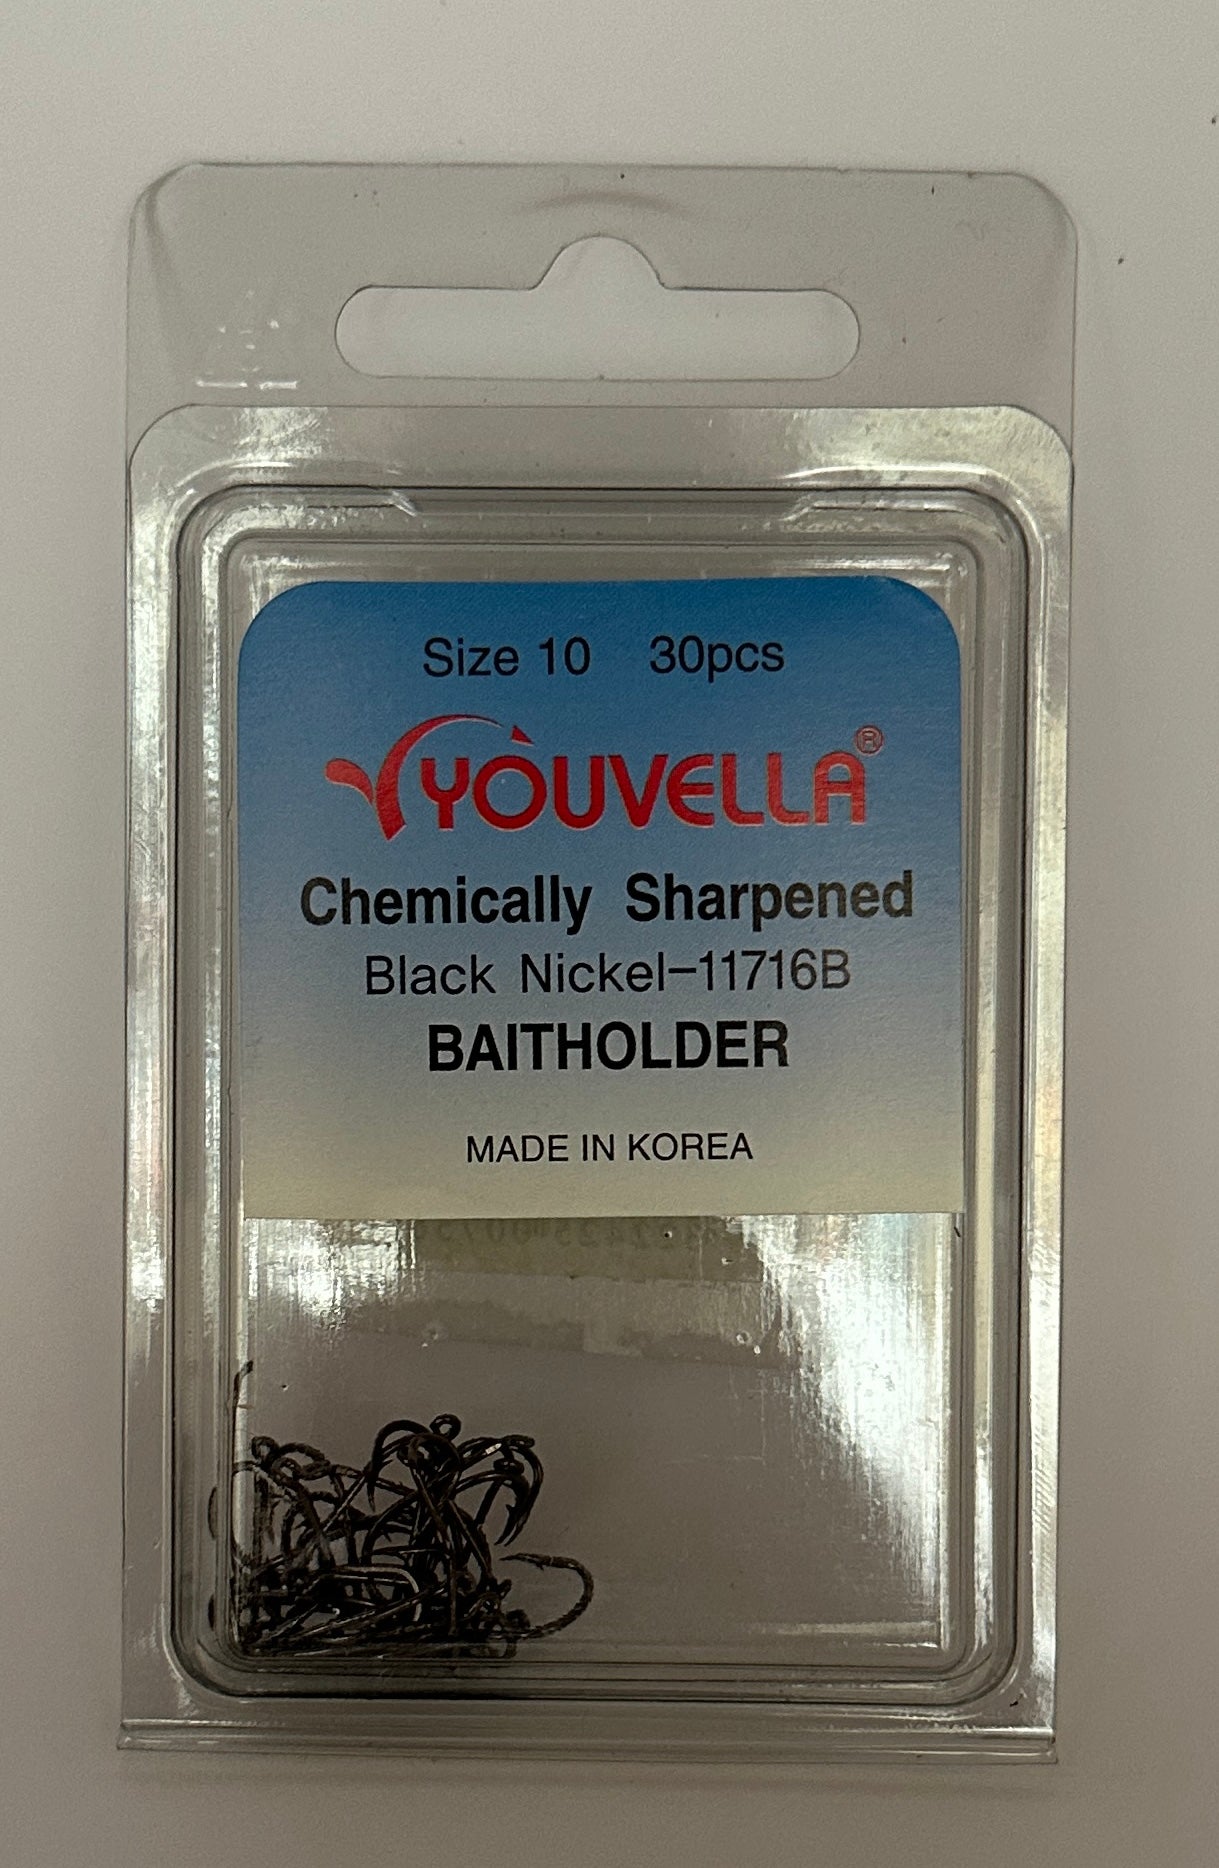 Size 10 30pcs
YOUVELLA®
Chemically Sharpened
Black Nickel-11716B
BAITHOLDER
MADE IN KOREA